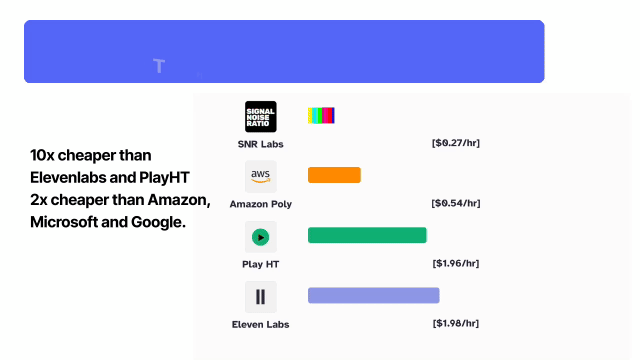 T
SIGNAL
NOISE
RATIO
SNR Labs
[$0.27/hr]
10x cheaper than
Elevenlabs and PlayHT
2x cheaper than Amazon,
Microsoft and Google.
aws
Amazon Poly
[$0.54/hr]
Play HT
[$1.96/hr]
Eleven Labs
[$1.98/hr]